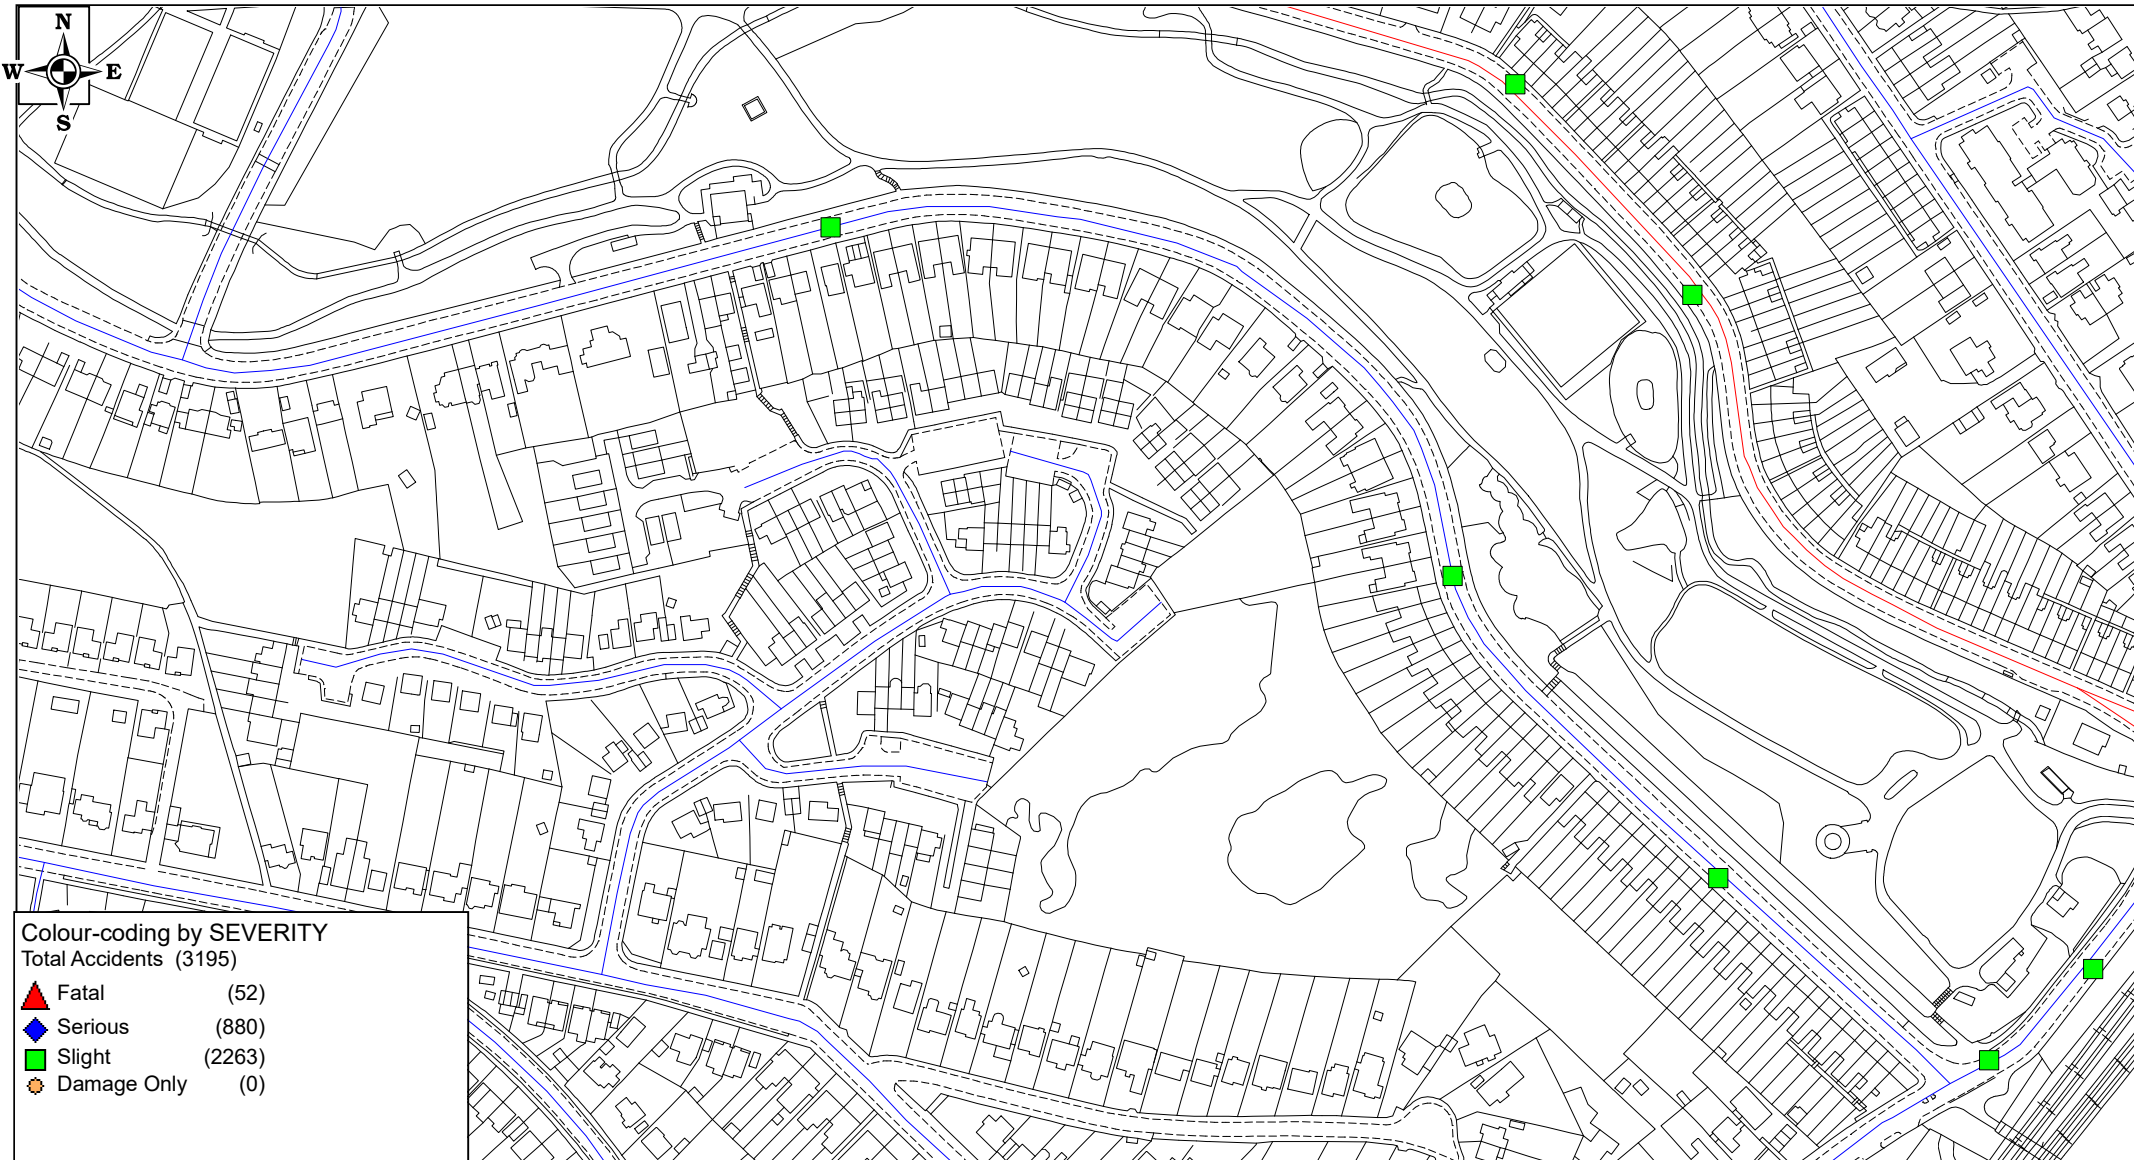 N
W E
S
Colour-coding by SEVERITY
Total Accidents (3195)
Fatal (52)
Serious (880)
Slight (2263)
Damage Only (0)